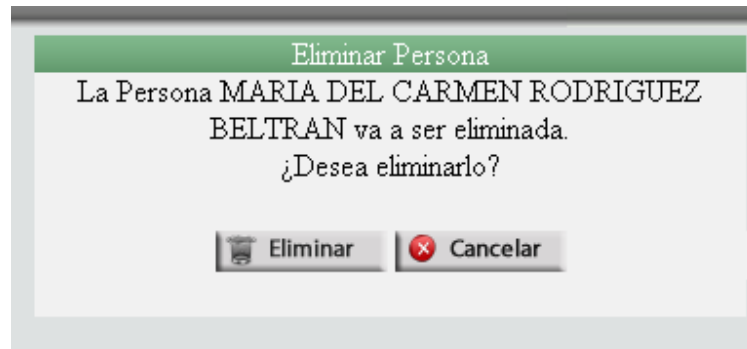 Eliminar Persona
La Persona MARIA DEL CARMEN RODRIGUEZ
BELTRAN va a ser eliminada.
¿Desea eliminarlo?
Eliminar
Cancelar